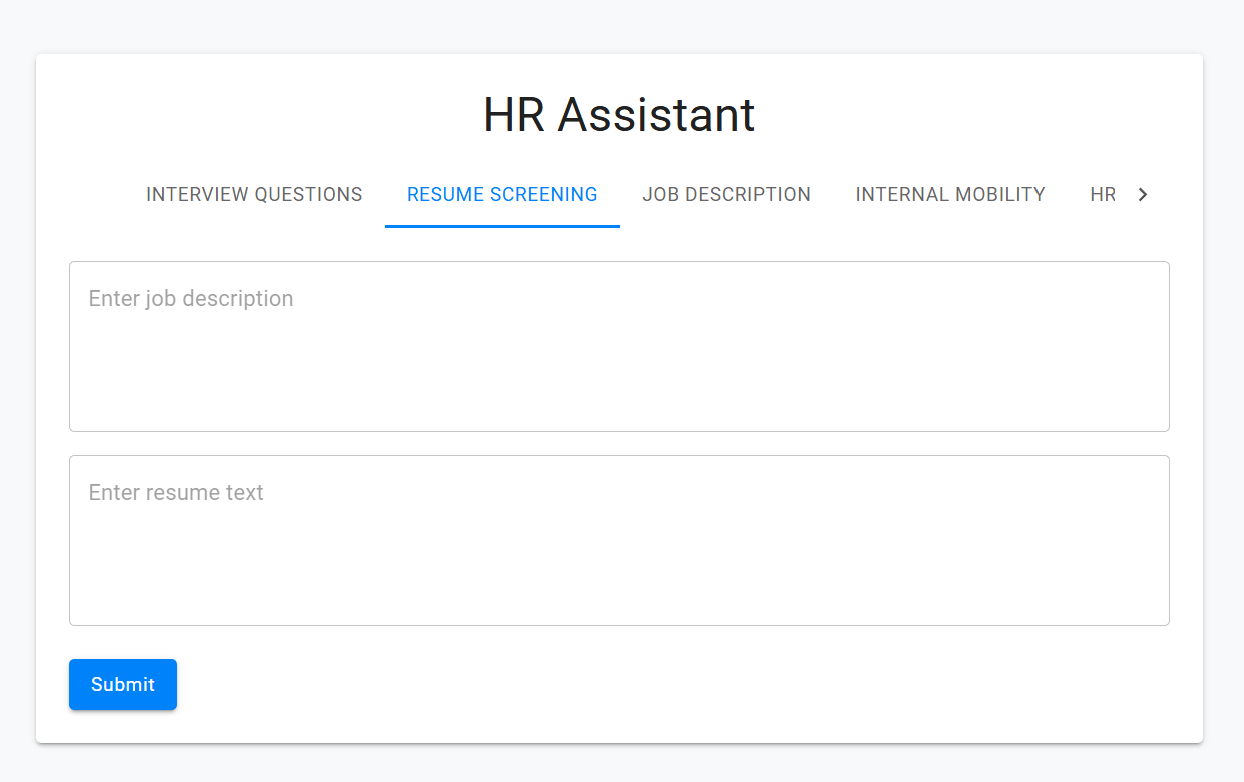 HR Assistant
INTERVIEW QUESTIONS RESUME SCREENING JOB DESCRIPTION INTERNAL MOBILITY HR
Enter job description
Enter resume text
Submit